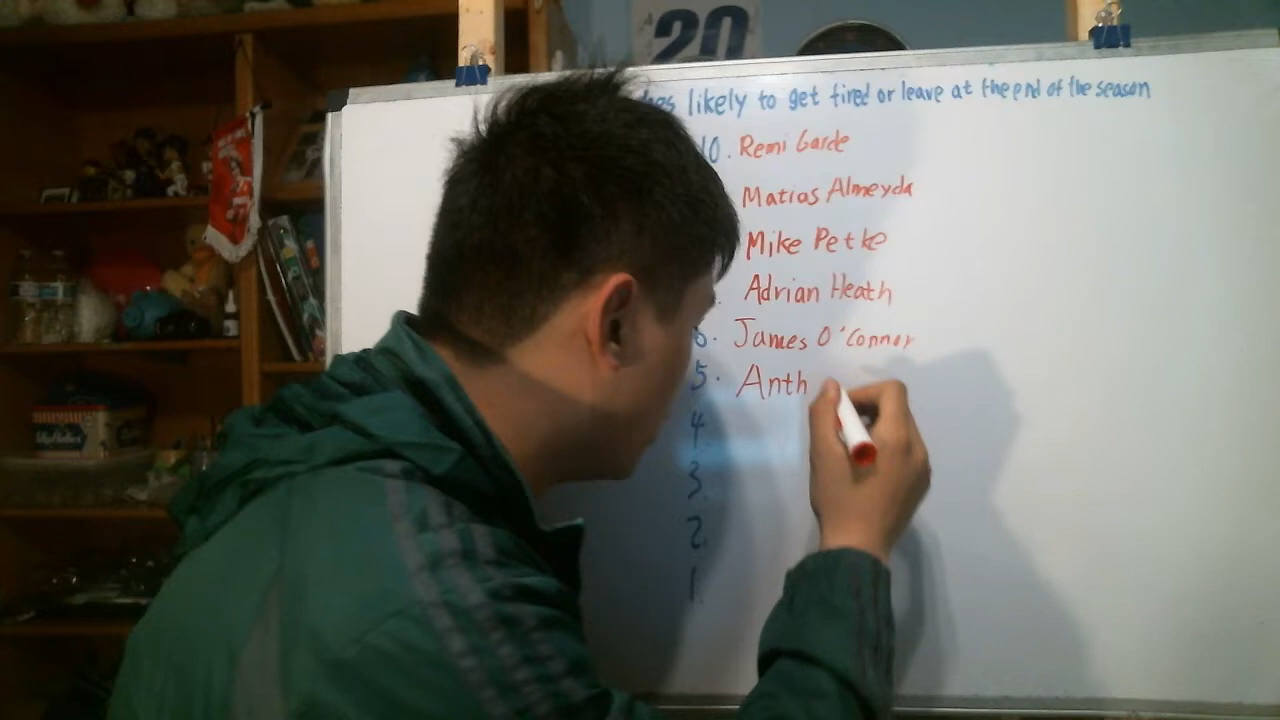 20
likely to get fired or leave at the end of the season
10. Remi Garde
Matias Almeyda
Mike Petke
Adrian Heath
6. James O'Connor
5. Anth
4.
3.
2.
1.